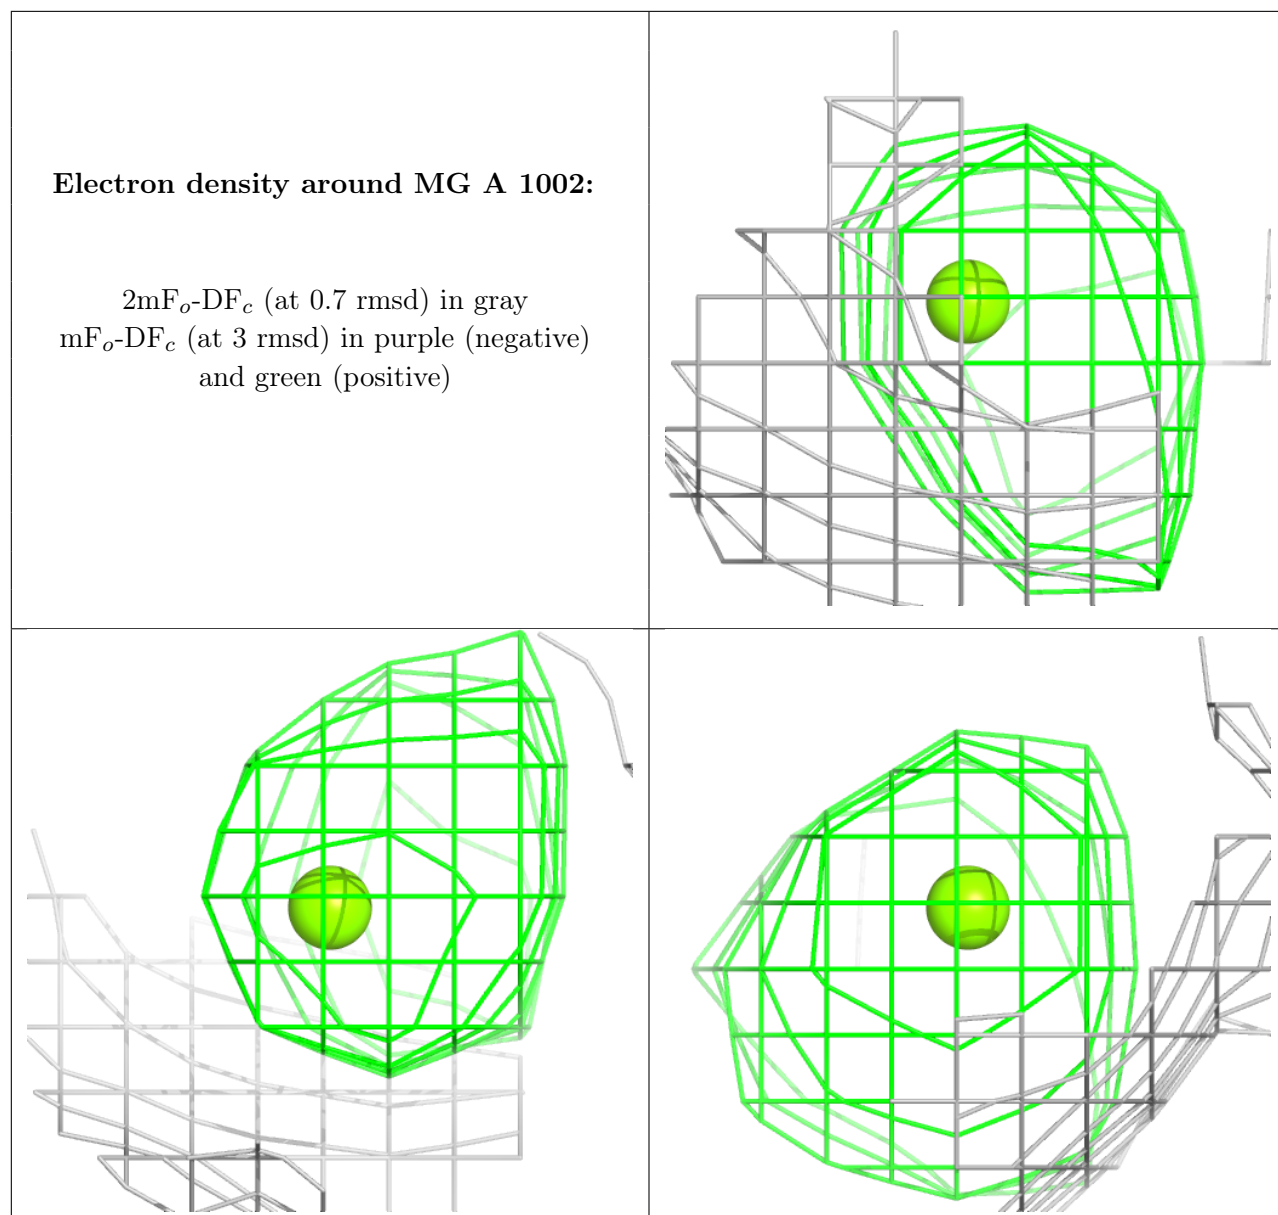 Electron density around MG A 1002:
2mFo-DFc (at 0.7 rmsd) in gray
mFo-DFc (at 3 rmsd) in purple (negative)
and green (positive)